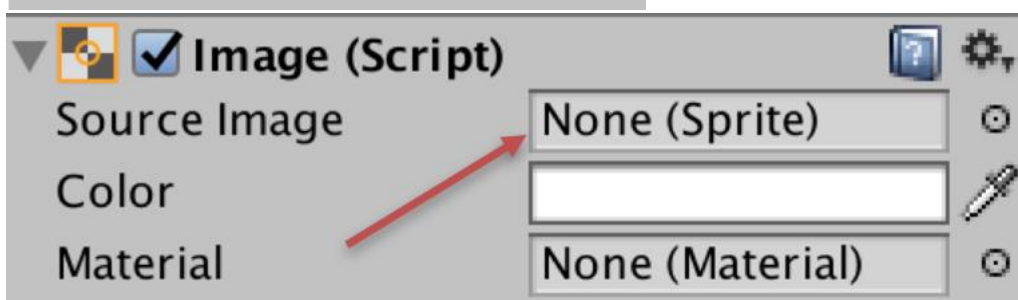 Image (Script)
Source Image None (Sprite)
Color
Material None (Material)